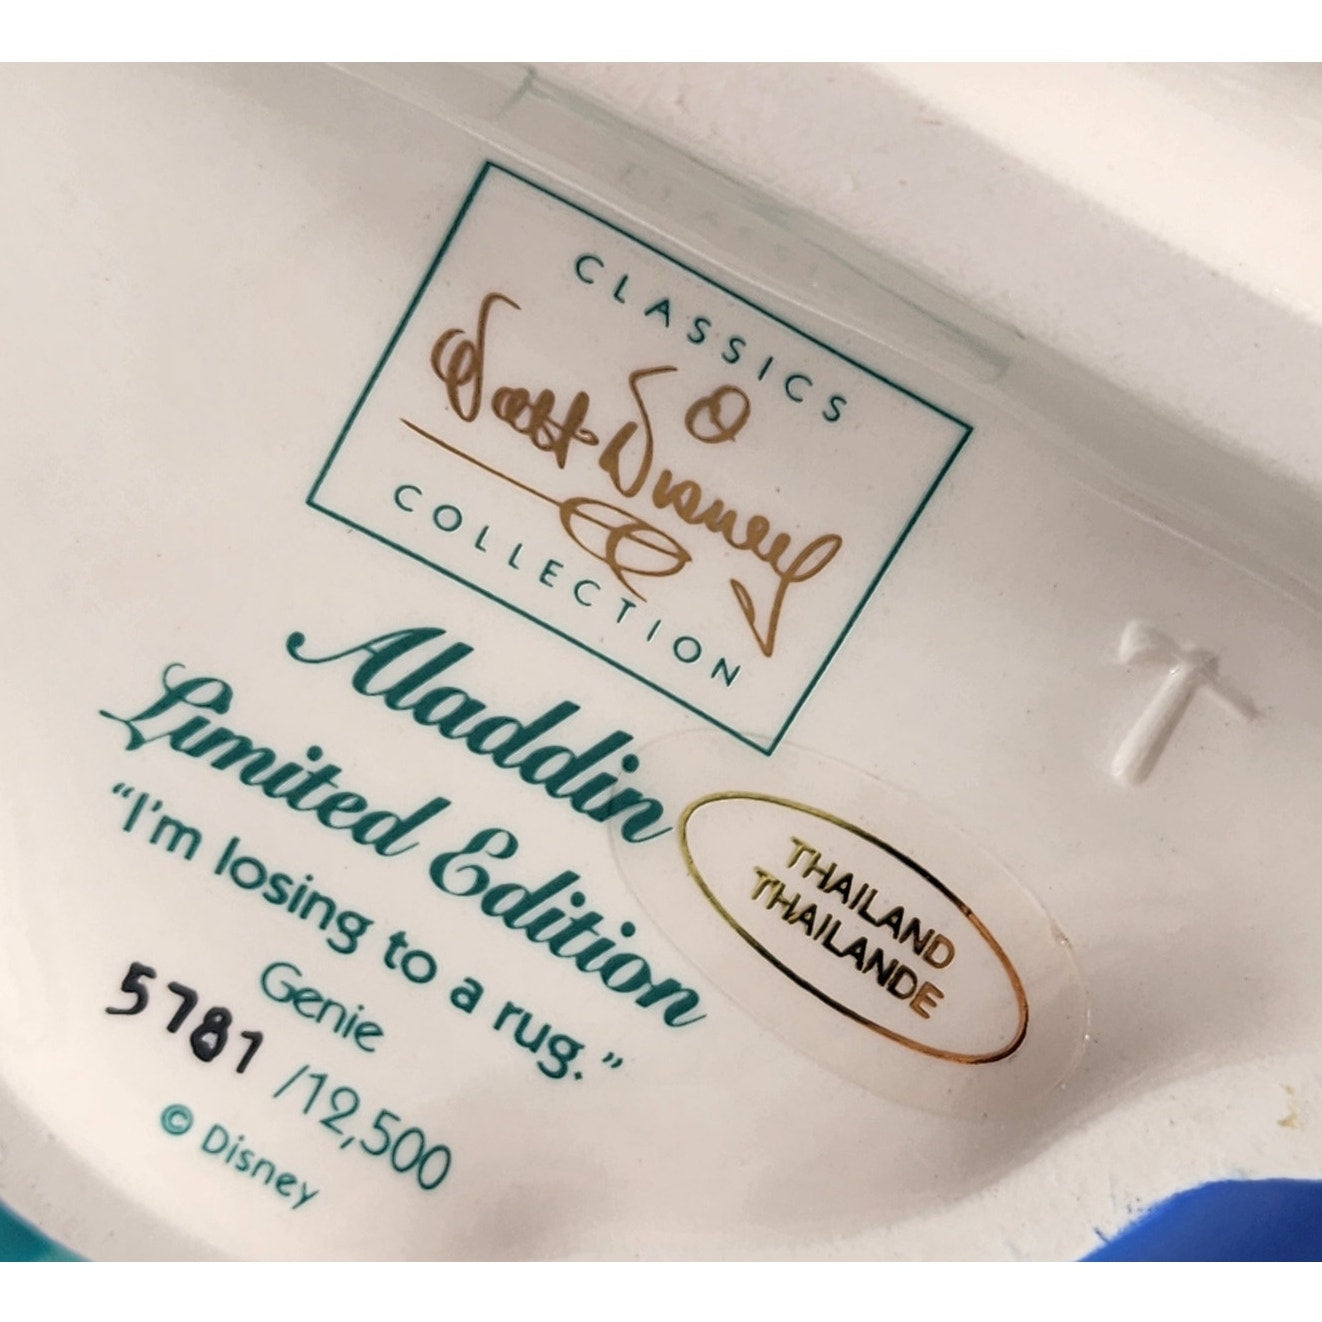 CLASSICS
Walt Disney
COLLECTION
Aladdin
Limited Edition
"I'm losing to a rug."
Genie
5781 /12,500
© Disney
THAILAND
THAILANDE